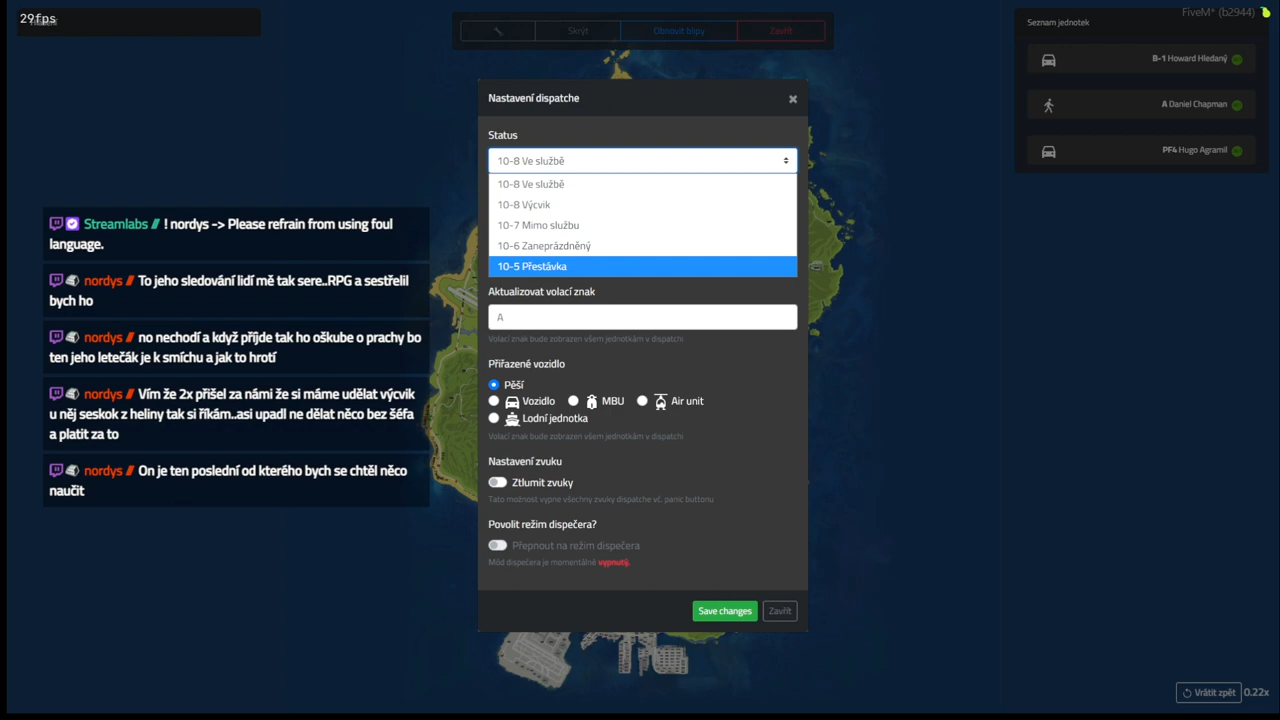 29fps
FiveM* (b2944)
Skrýt
Obnovit blipy
Zavřít
Seznam jednotek
B-1 Howard Hledaný
A Daniel Chapman
PF4 Hugo Agramil
Nastavení dispatche
×
Status
10-8 Ve službě
10-8 Ve službě
10-8 Výcvik
10-7 Mimo službu
10-6 Zaneprázdněný
10-5 Přestávka
Aktualizovat volací znak
A
Volací znak bude zobrazen všem jednotkám v dispatchi
Přiřazené vozidlo
Pěší
Vozidlo MBU Air unit
Lodní jednotka
Volací znak bude zobrazen všem jednotkám v dispatchi
Nastavení zvuku
Ztlumit zvuky
Tato možnost vypne všechny zvuky dispatche vč. panic buttonu
Povolit režim dispečera?
Přepnout na režim dispečera
Mód dispečera je momentálně vypnutý.
Save changes
Zavřít
Streamlabs // ! nordys -> Please refrain from using foul
language.
nordys // To jeho sledování lidí mě tak sere..RPG a sestřelil
bych ho
nordys // no nechodí a když příjde tak ho oškube o prachy bo
ten jeho letečák je k smíchu a jak to hrotí
nordys // Vím že 2x přišel za námi že si máme udělat výcvik
u něj seskok z heliny tak si říkám..asi upadl ne dělat něco bez šéfa
a platit za to
nordys // On je ten poslední od kterého bych se chtěl něco
naučit
Vrátit zpět
0.22x